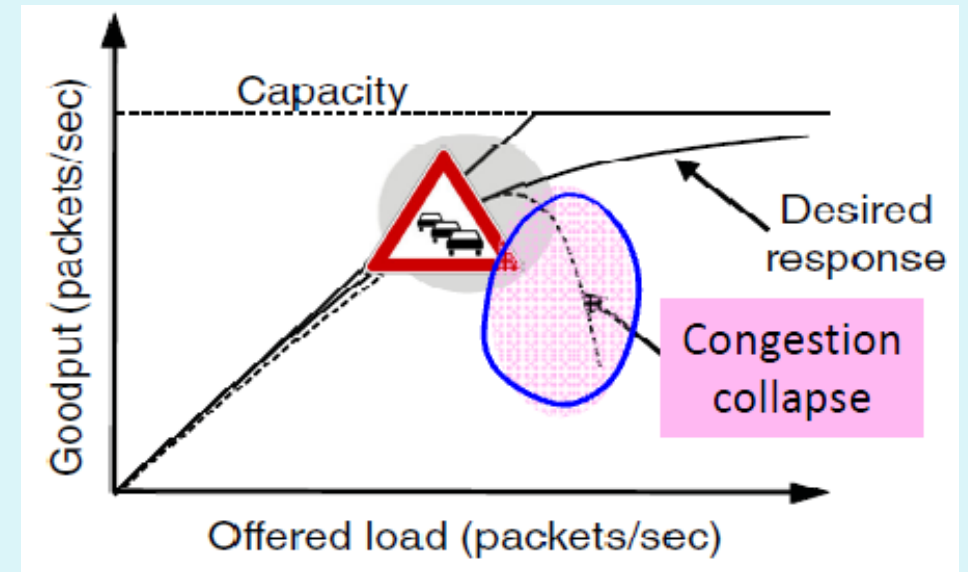 Capacity
Goodput (packets/sec)
Desired
response
Congestion
collapse
Offered load (packets/sec)